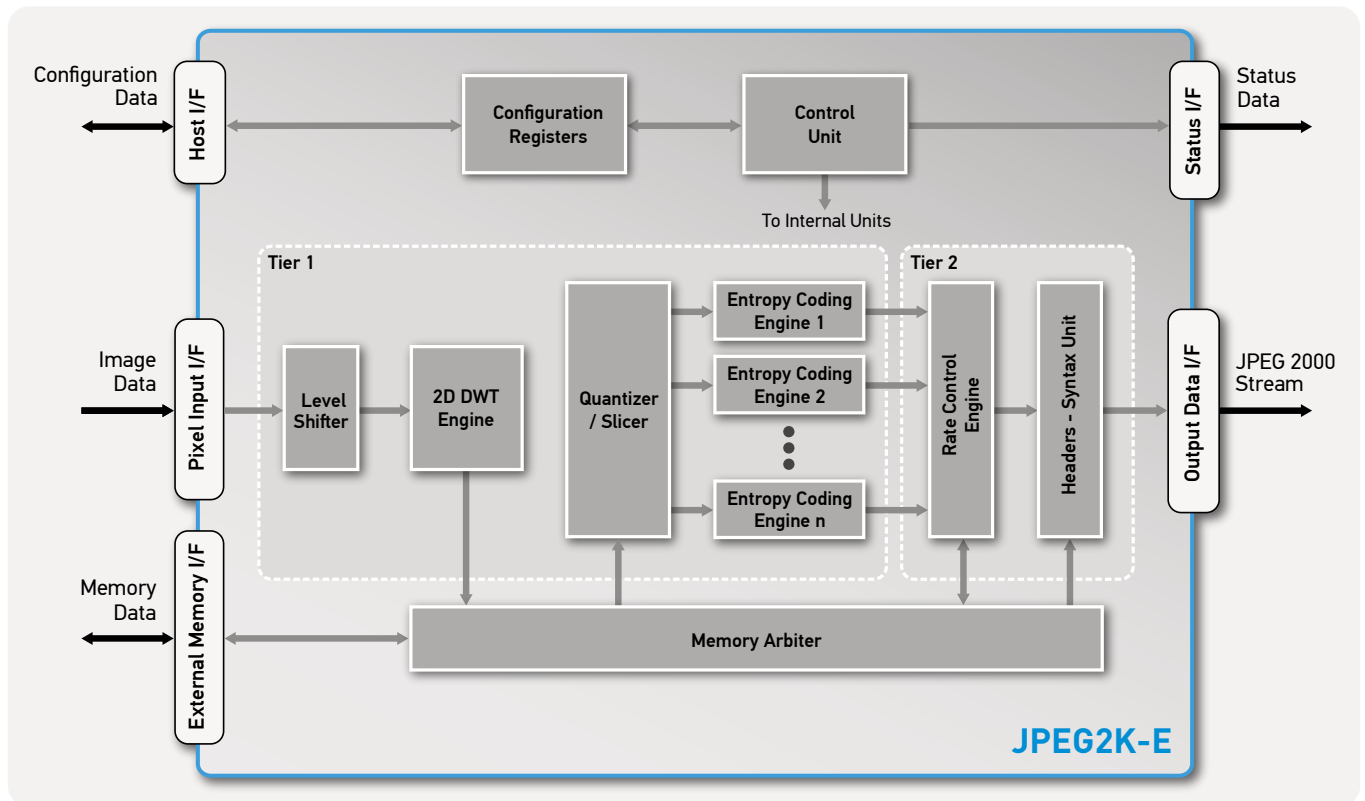 Configuration
Data
Host I/F
Configuration
Registers
Control
Unit
Status I/F
Status
Data
To Internal Units
Tier 1
Tier 2
Image
Data
Pixel Input I/F
Level
Shifter
2D DWT
Engine
Quantizer
/ Slicer
Entropy Coding
Engine 1
Entropy Coding
Engine 2
Entropy Coding
Engine n
Rate Control
Engine
Headers - Syntax Unit
Output Data I/F
JPEG 2000
Stream
Memory
Data
External Memory I/F
Memory Arbiter
JPEG2K-E